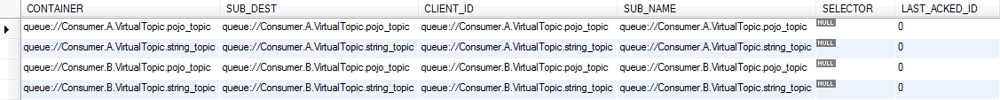 CONTAINER SUB_DEST CLIENT_ID SUB_NAME SELECTOR LAST_ACKED_ID
queue://Consumer.A.VirtualTopic.pojo_topic queue://Consumer.A.VirtualTopic.pojo_topic queue://Consumer.A.VirtualTopic.pojo_topic queue://Consumer.A.VirtualTopic.pojo_topic NULL 0
queue://Consumer.A.VirtualTopic.string_topic queue://Consumer.A.VirtualTopic.string_topic queue://Consumer.A.VirtualTopic.string_topic queue://Consumer.A.VirtualTopic.string_topic NULL 0
queue://Consumer.B.VirtualTopic.pojo_topic queue://Consumer.B.VirtualTopic.pojo_topic queue://Consumer.B.VirtualTopic.pojo_topic queue://Consumer.B.VirtualTopic.pojo_topic NULL 0
queue://Consumer.B.VirtualTopic.string_topic queue://Consumer.B.VirtualTopic.string_topic queue://Consumer.B.VirtualTopic.string_topic queue://Consumer.B.VirtualTopic.string_topic NULL 0